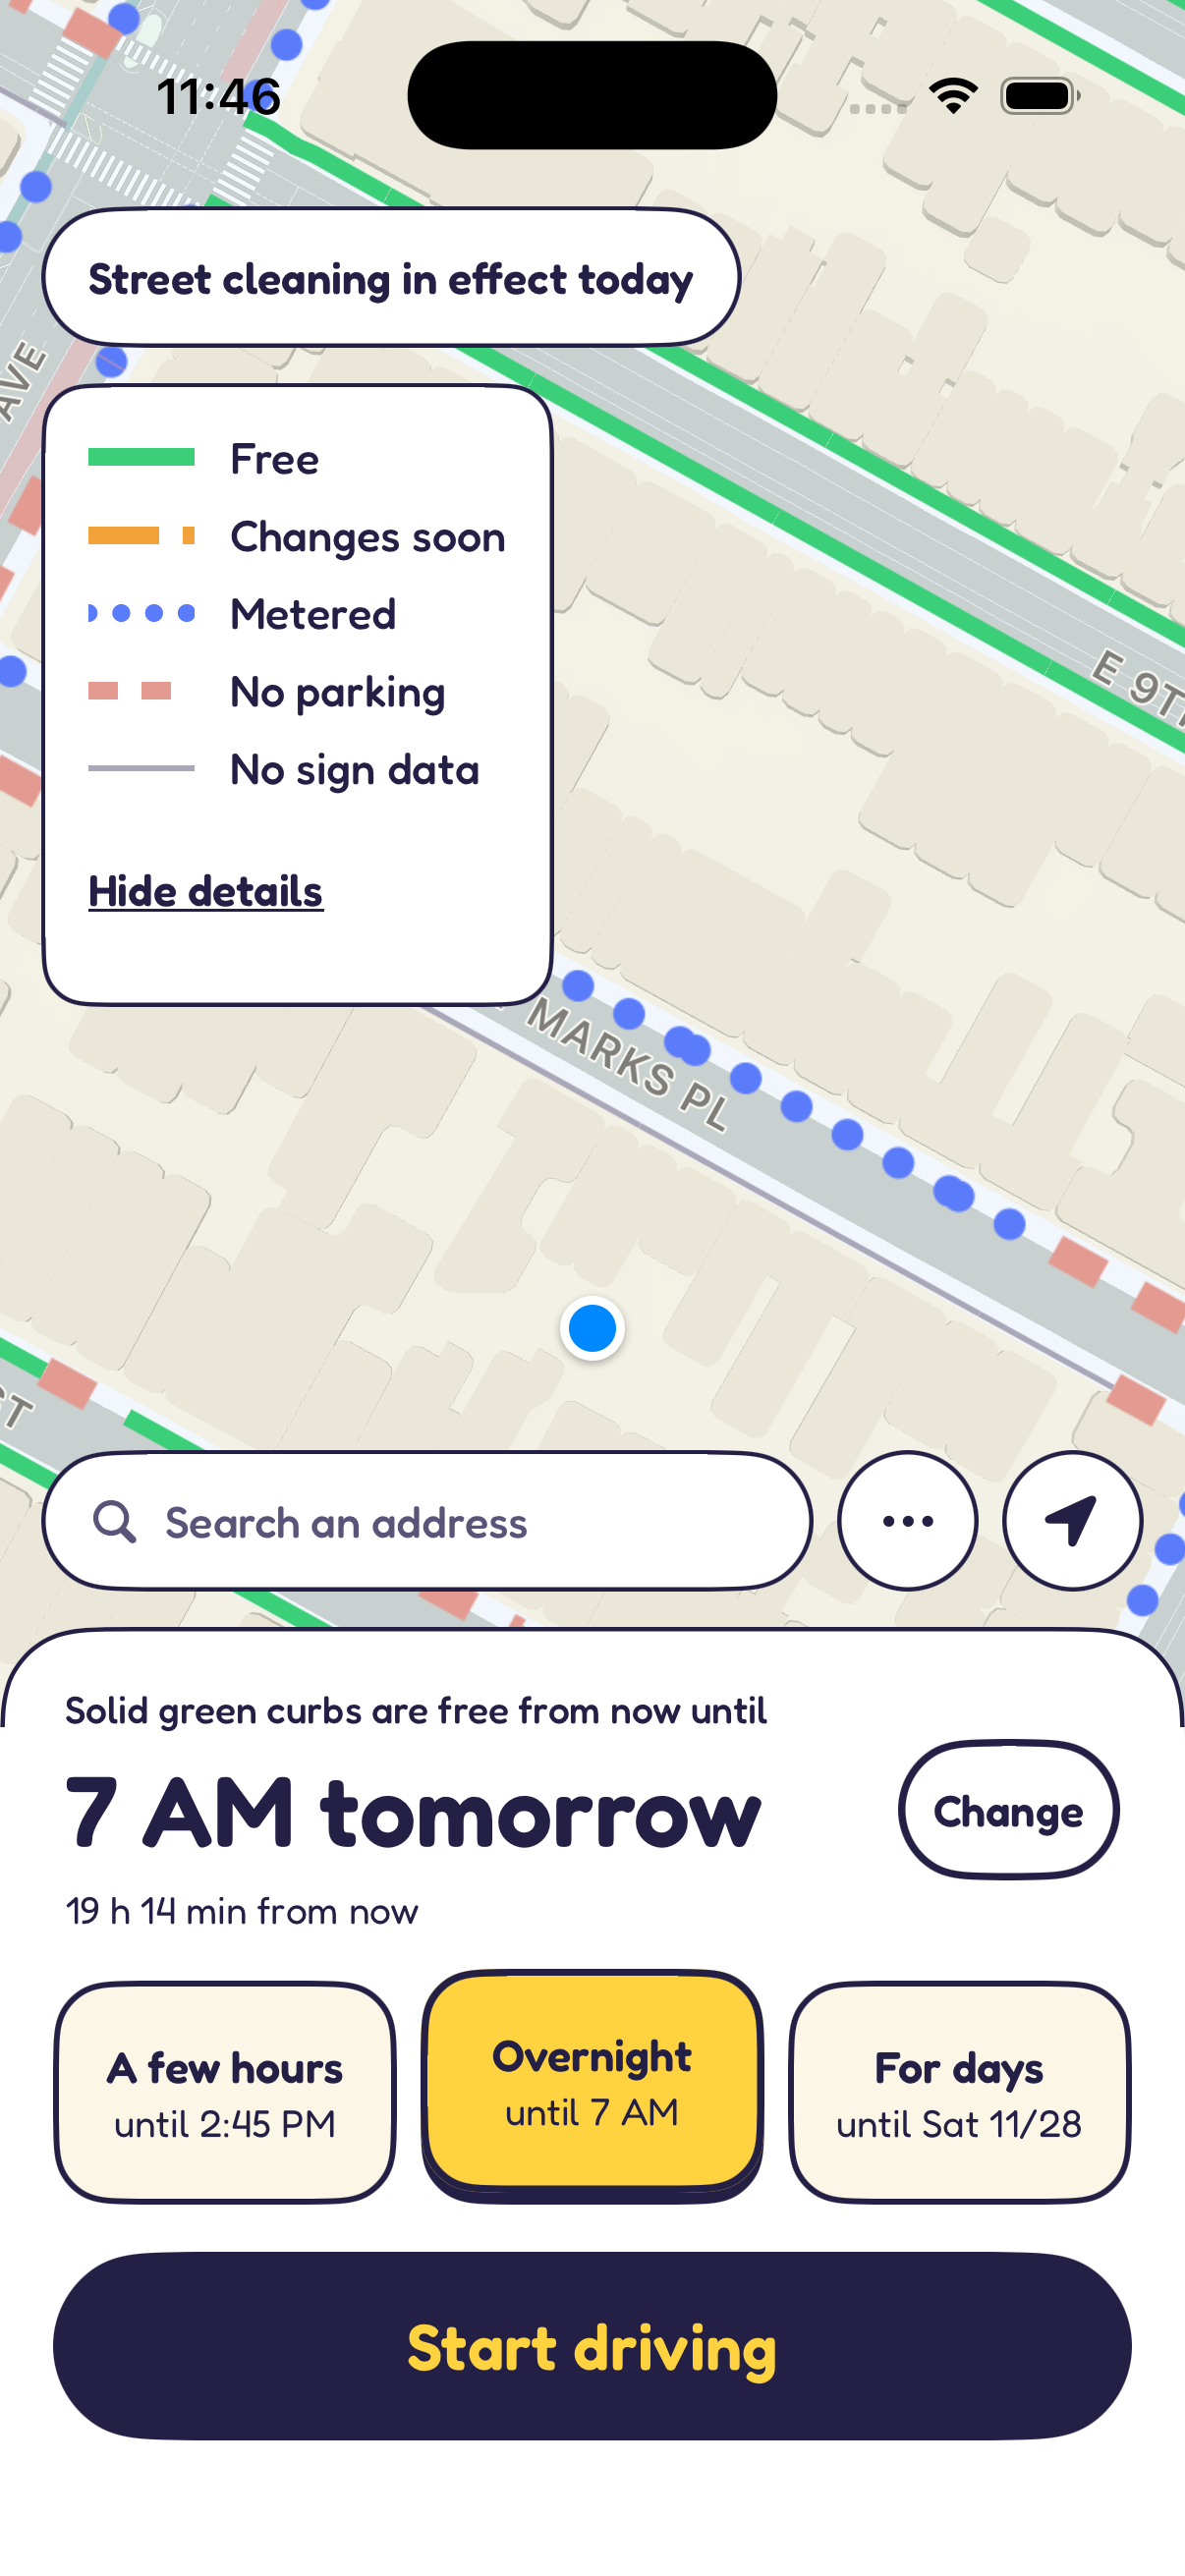 11:46
Street cleaning in effect today
AVE
Free
Changes soon
Metered
No parking
No sign data
Hide details
E 9T
MARKS PL
ST
Search an address
Solid green curbs are free from now until
7 AM tomorrow
Change
19 h 14 min from now
A few hours
until 2:45 PM
Overnight
until 7 AM
For days
until Sat 11/28
Start driving